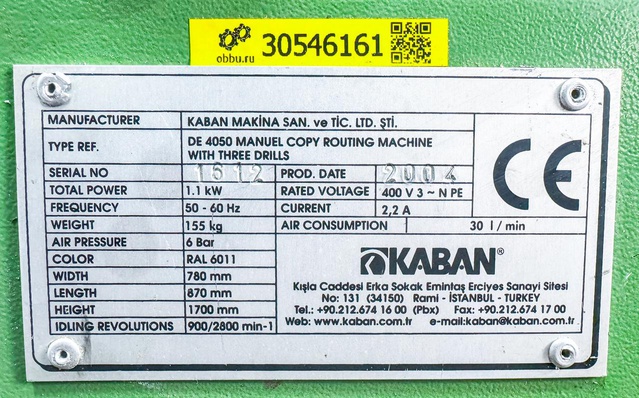 obbu.ru
30546161
MANUFACTURER KABAN MAKİNA SAN. ve TİC. LTD. ŞTİ.
TYPE REF. DE 4050 MANUEL COPY ROUTING MACHINE
WITH THREE DRILLS
SERIAL NO 1612 PROD. DATE 2004
TOTAL POWER 1.1 kW RATED VOLTAGE 400 V 3 ~ N PE
FREQUENCY 50 - 60 Hz CURRENT 2,2 A
WEIGHT 155 kg AIR CONSUMPTION 30 l / min
AIR PRESSURE 6 Bar
COLOR RAL 6011
WIDTH 780 mm
LENGTH 870 mm
HEIGHT 1700 mm
IDLING REVOLUTIONS 900/2800 min-1
CE
KABAN®
Kışla Caddesi Erka Sokak Emintaş Erciyes Sanayi Sitesi
No: 131 (34150) Rami - İSTANBUL - TURKEY
Tel.: +90.212.674 16 00 (Pbx) Fax: +90.212.674 17 00
Web: www.kaban.com.tr e-mail:kaban@kaban.com.tr